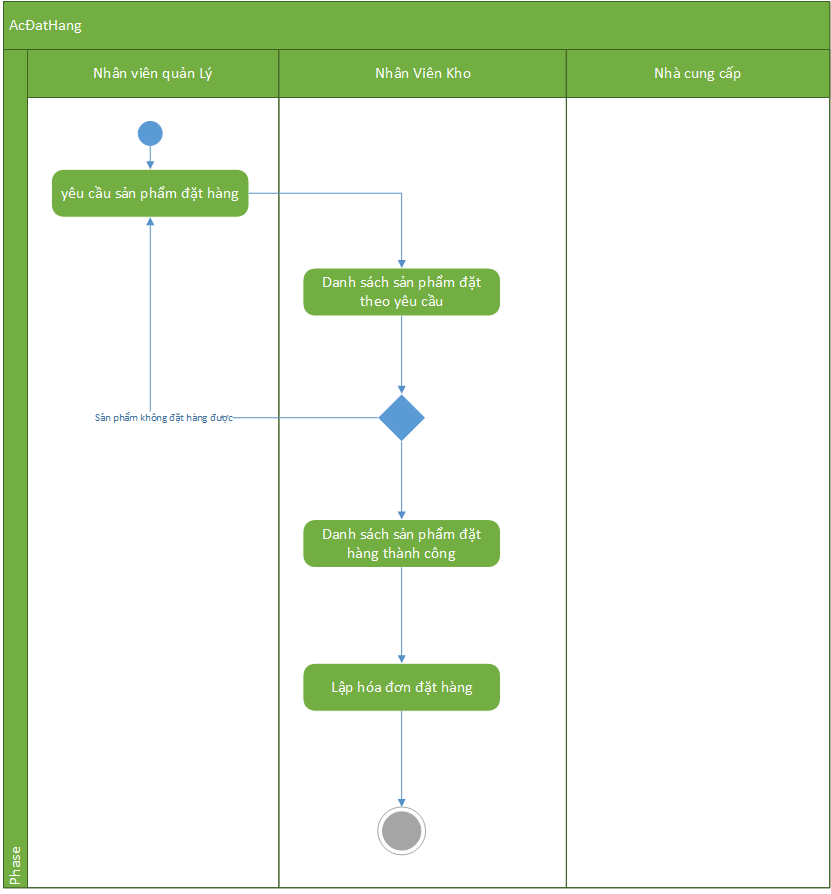 AcĐatHang
Nhân viên quản Lý
Nhân Viên Kho
Nhà cung cấp
yêu cầu sản phẩm đặt hàng
Danh sách sản phẩm đặt
theo yêu cầu
Sản phẩm không đặt hàng được
Danh sách sản phẩm đặt
hàng thành công
Lập hóa đơn đặt hàng
Phase